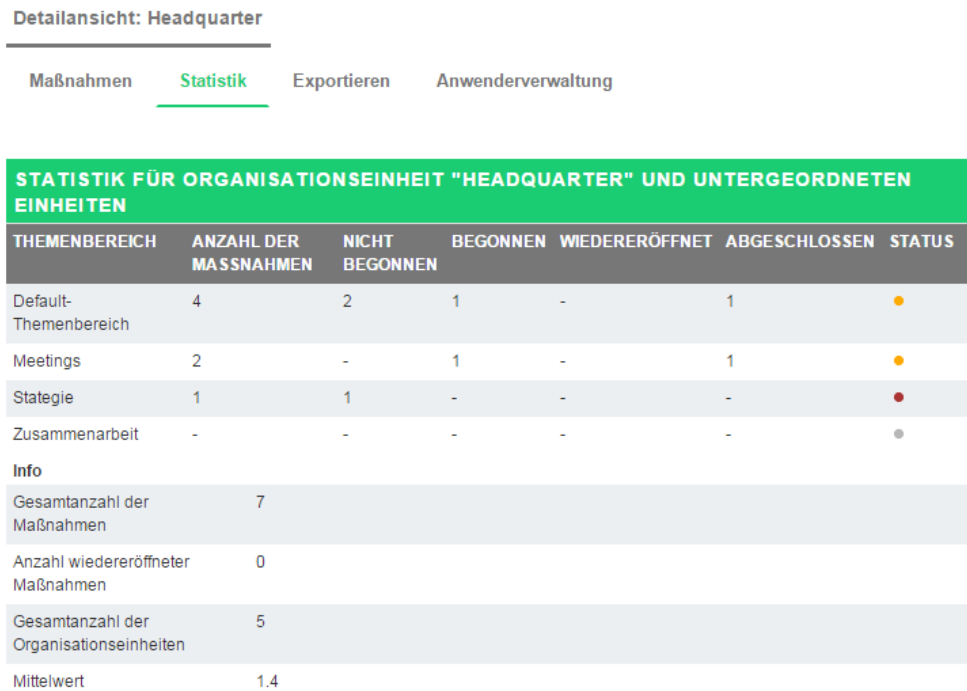 Detailansicht: Headquarter
Maßnahmen Statistik Exportieren Anwenderverwaltung
STATISTIK FÜR ORGANISATIONSEINHEIT "HEADQUARTER" UND UNTERGEORDNETEN
EINHEITEN
THEMENBEREICH ANZAHL DER NICHT BEGONNEN WIEDERERÖFFNET ABGESCHLOSSEN STATUS
MASSNAHMEN BEGONNEN
Default- 4 2 1 - 1
Themenbereich
Meetings 2 - 1 - 1
Stategie 1 1 - - -
Zusammenarbeit - - - - -
Info
Gesamtanzahl der 7
Maßnahmen
Anzahl wiedereröffneter 0
Maßnahmen
Gesamtanzahl der 5
Organisationseinheiten
Mittelwert 1.4